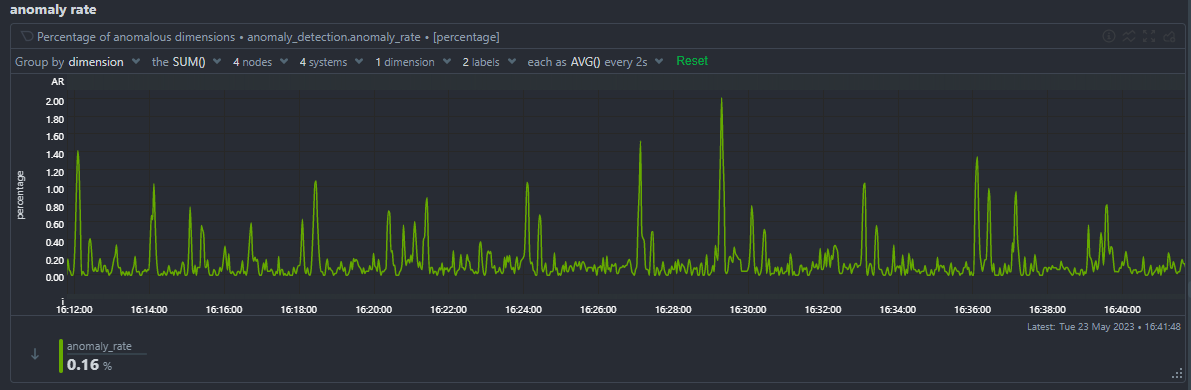 anomaly rate
Percentage of anomalous dimensions • anomaly_detection.anomaly_rate • [percentage]
Group by dimension the SUM() 4 nodes 4 systems 1 dimension 2 labels each as AVG() every 2s Reset
AR
2.00
1.80
1.60
1.40
1.20
1.00
0.80
0.60
0.40
0.20
0.00
percentage
i
16:12:00 16:14:00 16:16:00 16:18:00 16:20:00 16:22:00 16:24:00 16:26:00 16:28:00 16:30:00 16:32:00 16:34:00 16:36:00 16:38:00 16:40:00
Latest: Tue 23 May 2023 • 16:41:48
anomaly_rate
0.16 %